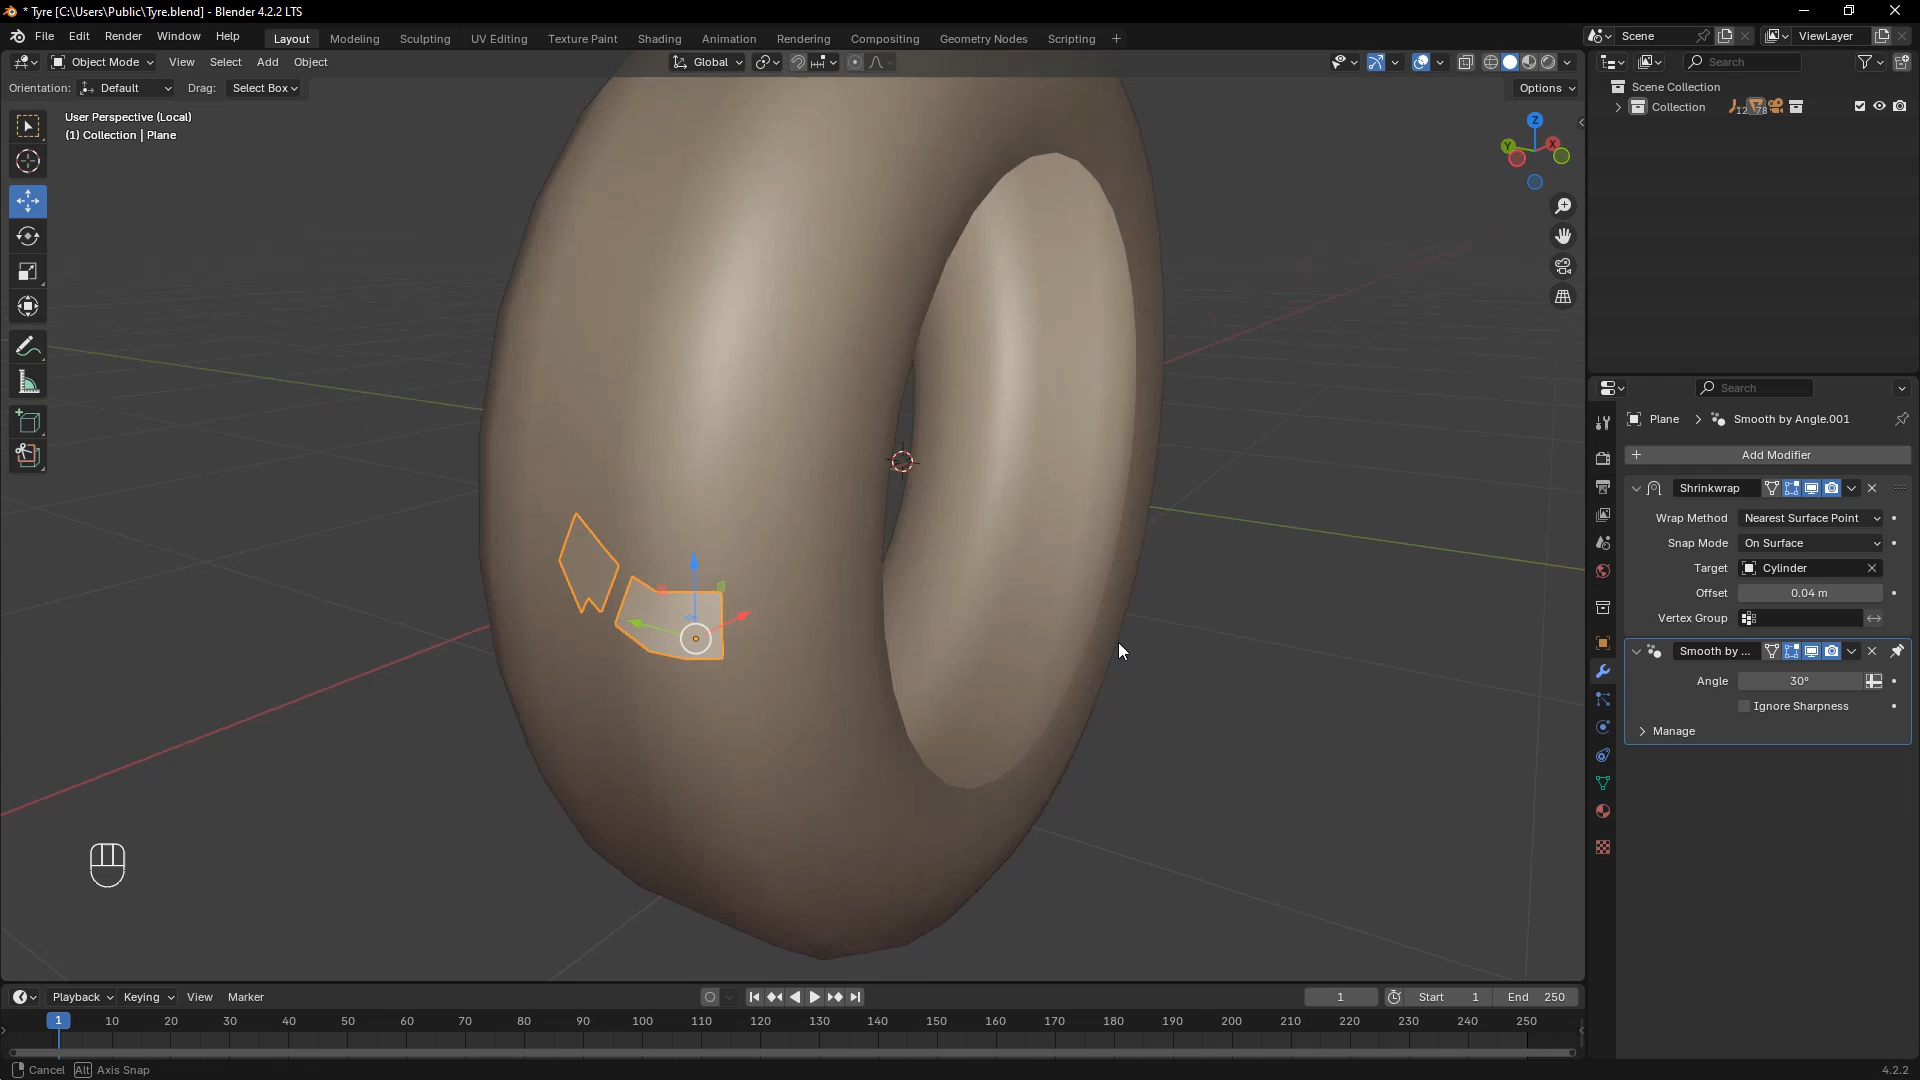 * Tyre [C:\Users\Public\Tyre.blend] - Blender 4.2.2 LTS
File Edit Render Window Help Layout Modeling Sculpting UV Editing Texture Paint Shading Animation Rendering Compositing Geometry Nodes Scripting + Scene ViewLayer
Object Mode View Select Add Object Global Search
Orientation: Default Drag: Select Box Options Scene Collection
User Perspective (Local)
(1) Collection | Plane
Collection 12 78
Z
Y X
Search
Plane Smooth by Angle.001
+ Add Modifier
Shrinkwrap
Wrap Method Nearest Surface Point
Snap Mode On Surface
Target Cylinder
Offset 0.04 m
Vertex Group
Smooth by ...
Angle 30°
Ignore Sharpness
Manage
Playback Keying View Marker 1 Start 1 End 250
1 10 20 30 40 50 60 70 80 90 100 110 120 130 140 150 160 170 180 190 200 210 220 230 240 250
Cancel Alt Axis Snap 4.2.2